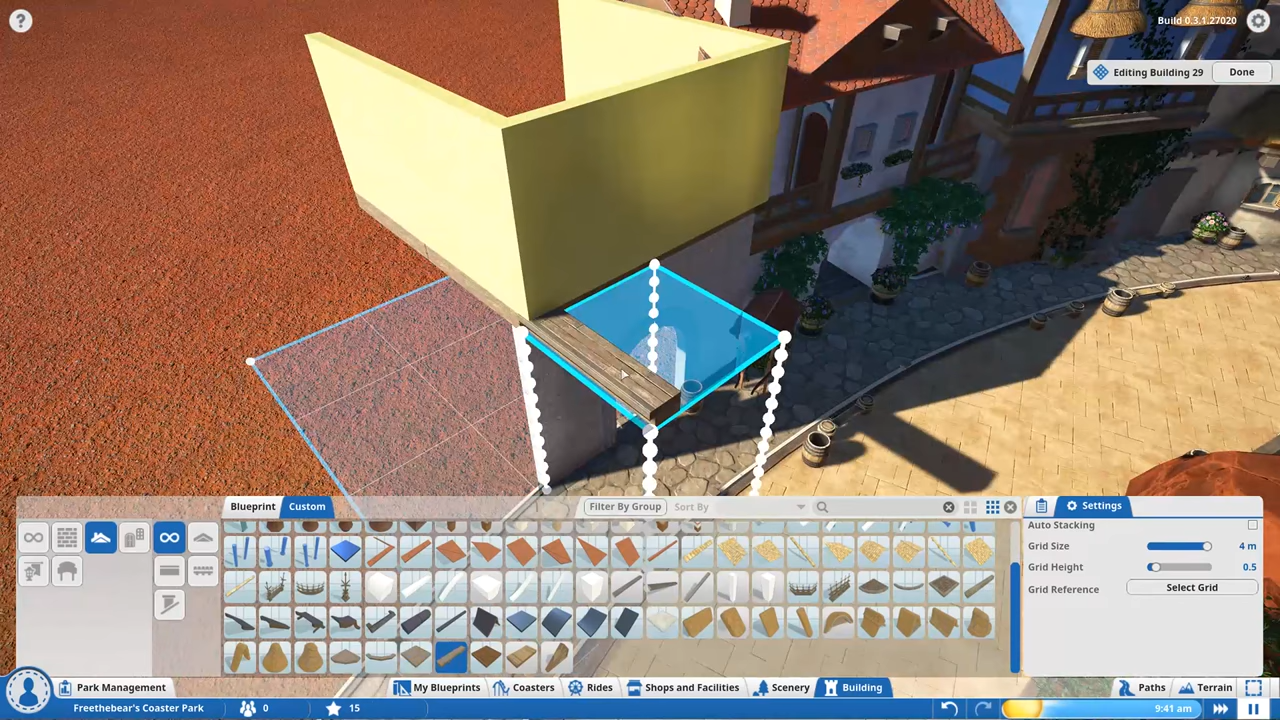 Build 0.3.1.27020
?
Editing Building 29
Done
Blueprint
Custom
Filter By Group
Sort By
Settings
Auto Stacking
Grid Size
4 m
Grid Height
0.5
Grid Reference
Select Grid
Park Management
My Blueprints
Coasters
Rides
Shops and Facilities
Scenery
Building
Paths
Terrain
Freethebear's Coaster Park
0
15
9:41 am